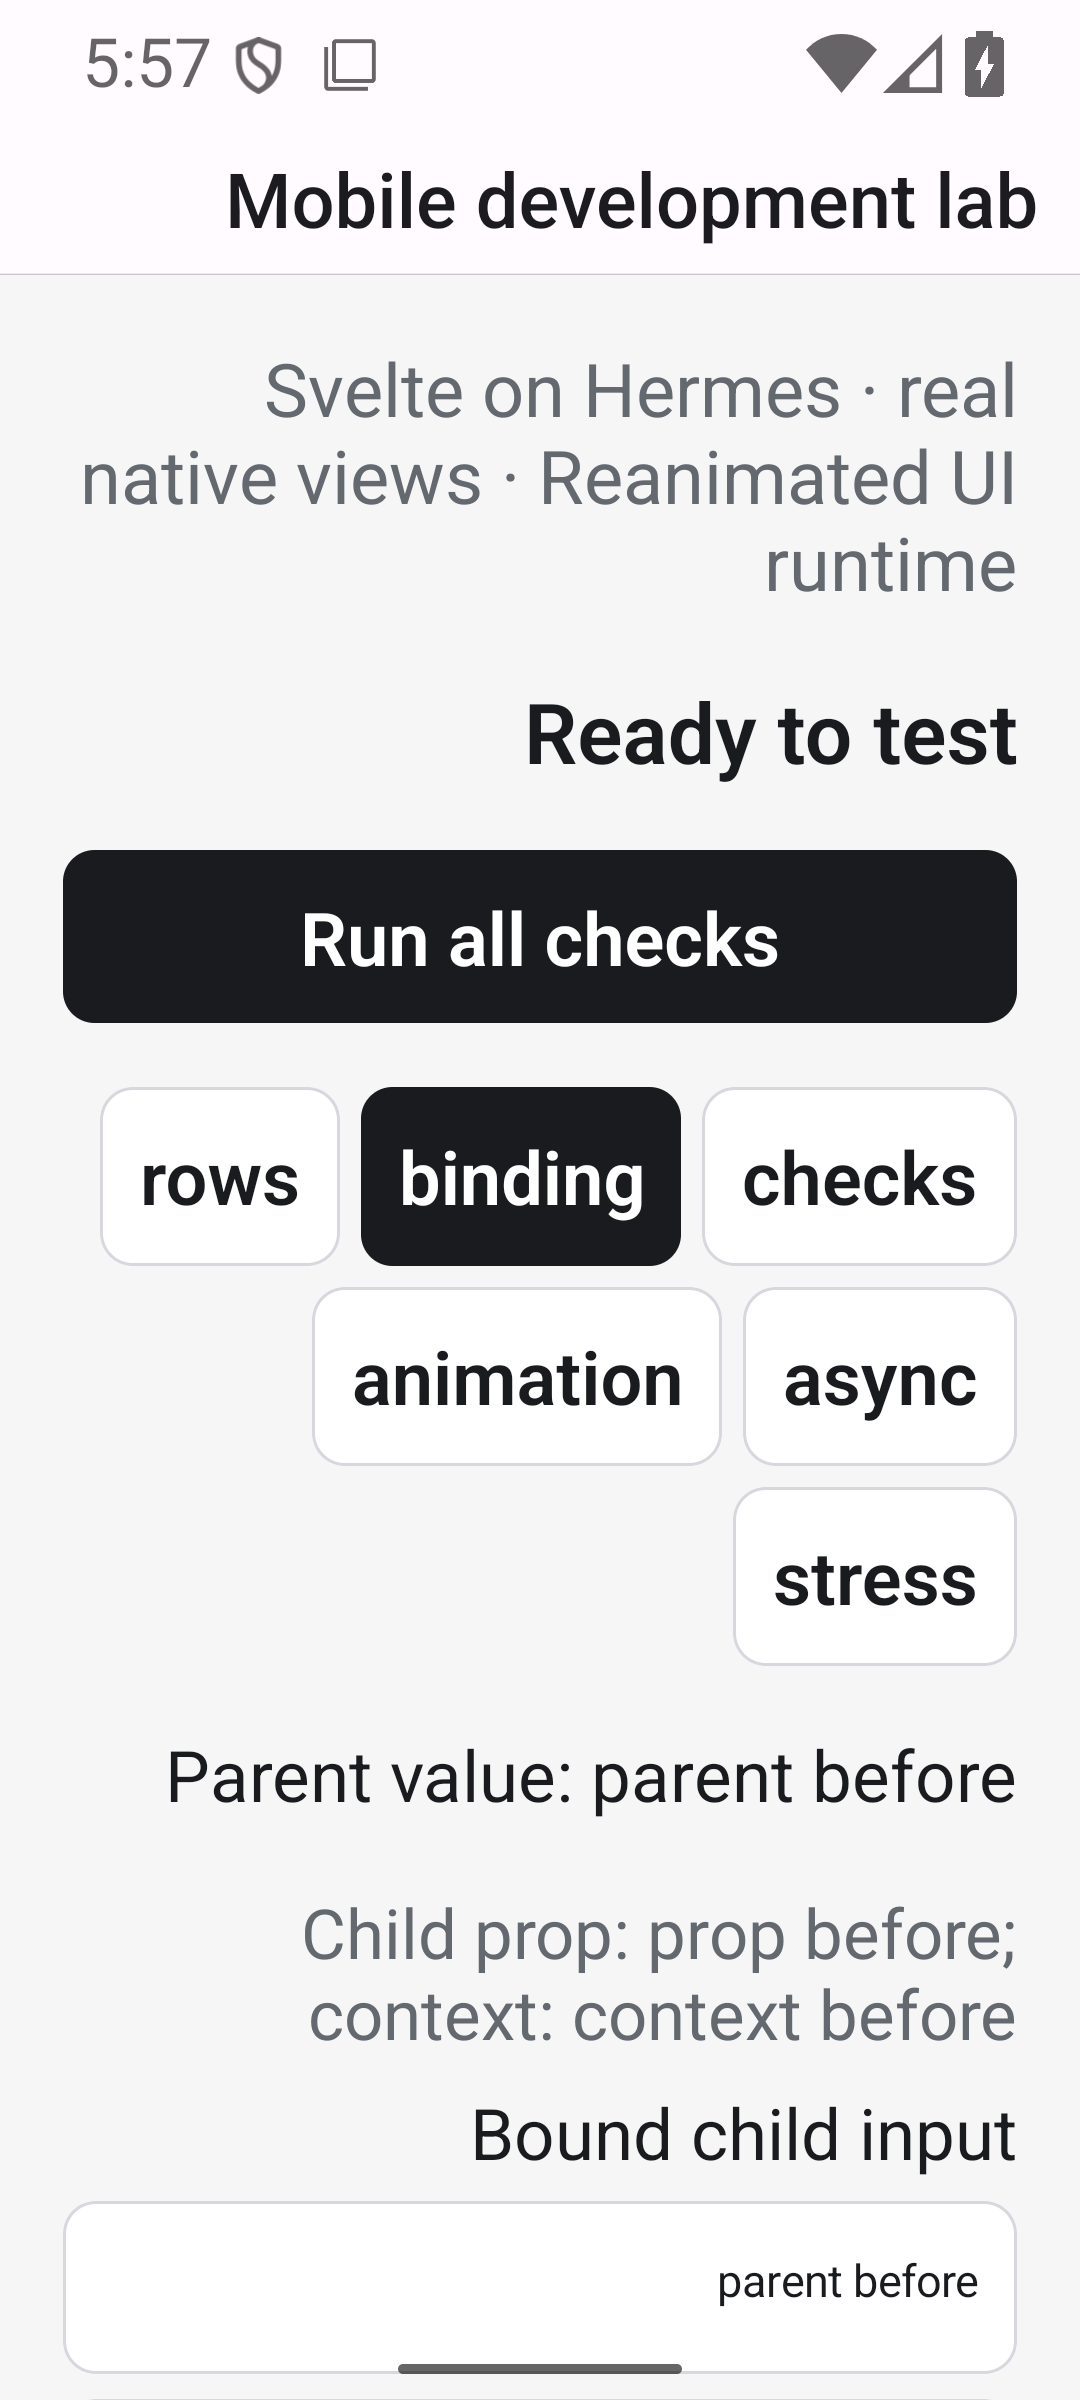 5:57
Mobile development lab
Svelte on Hermes · real
native views · Reanimated UI
runtime
Ready to test
Run all checks
rows binding checks
animation async
stress
Parent value: parent before
Child prop: prop before;
context: context before
Bound child input
parent before